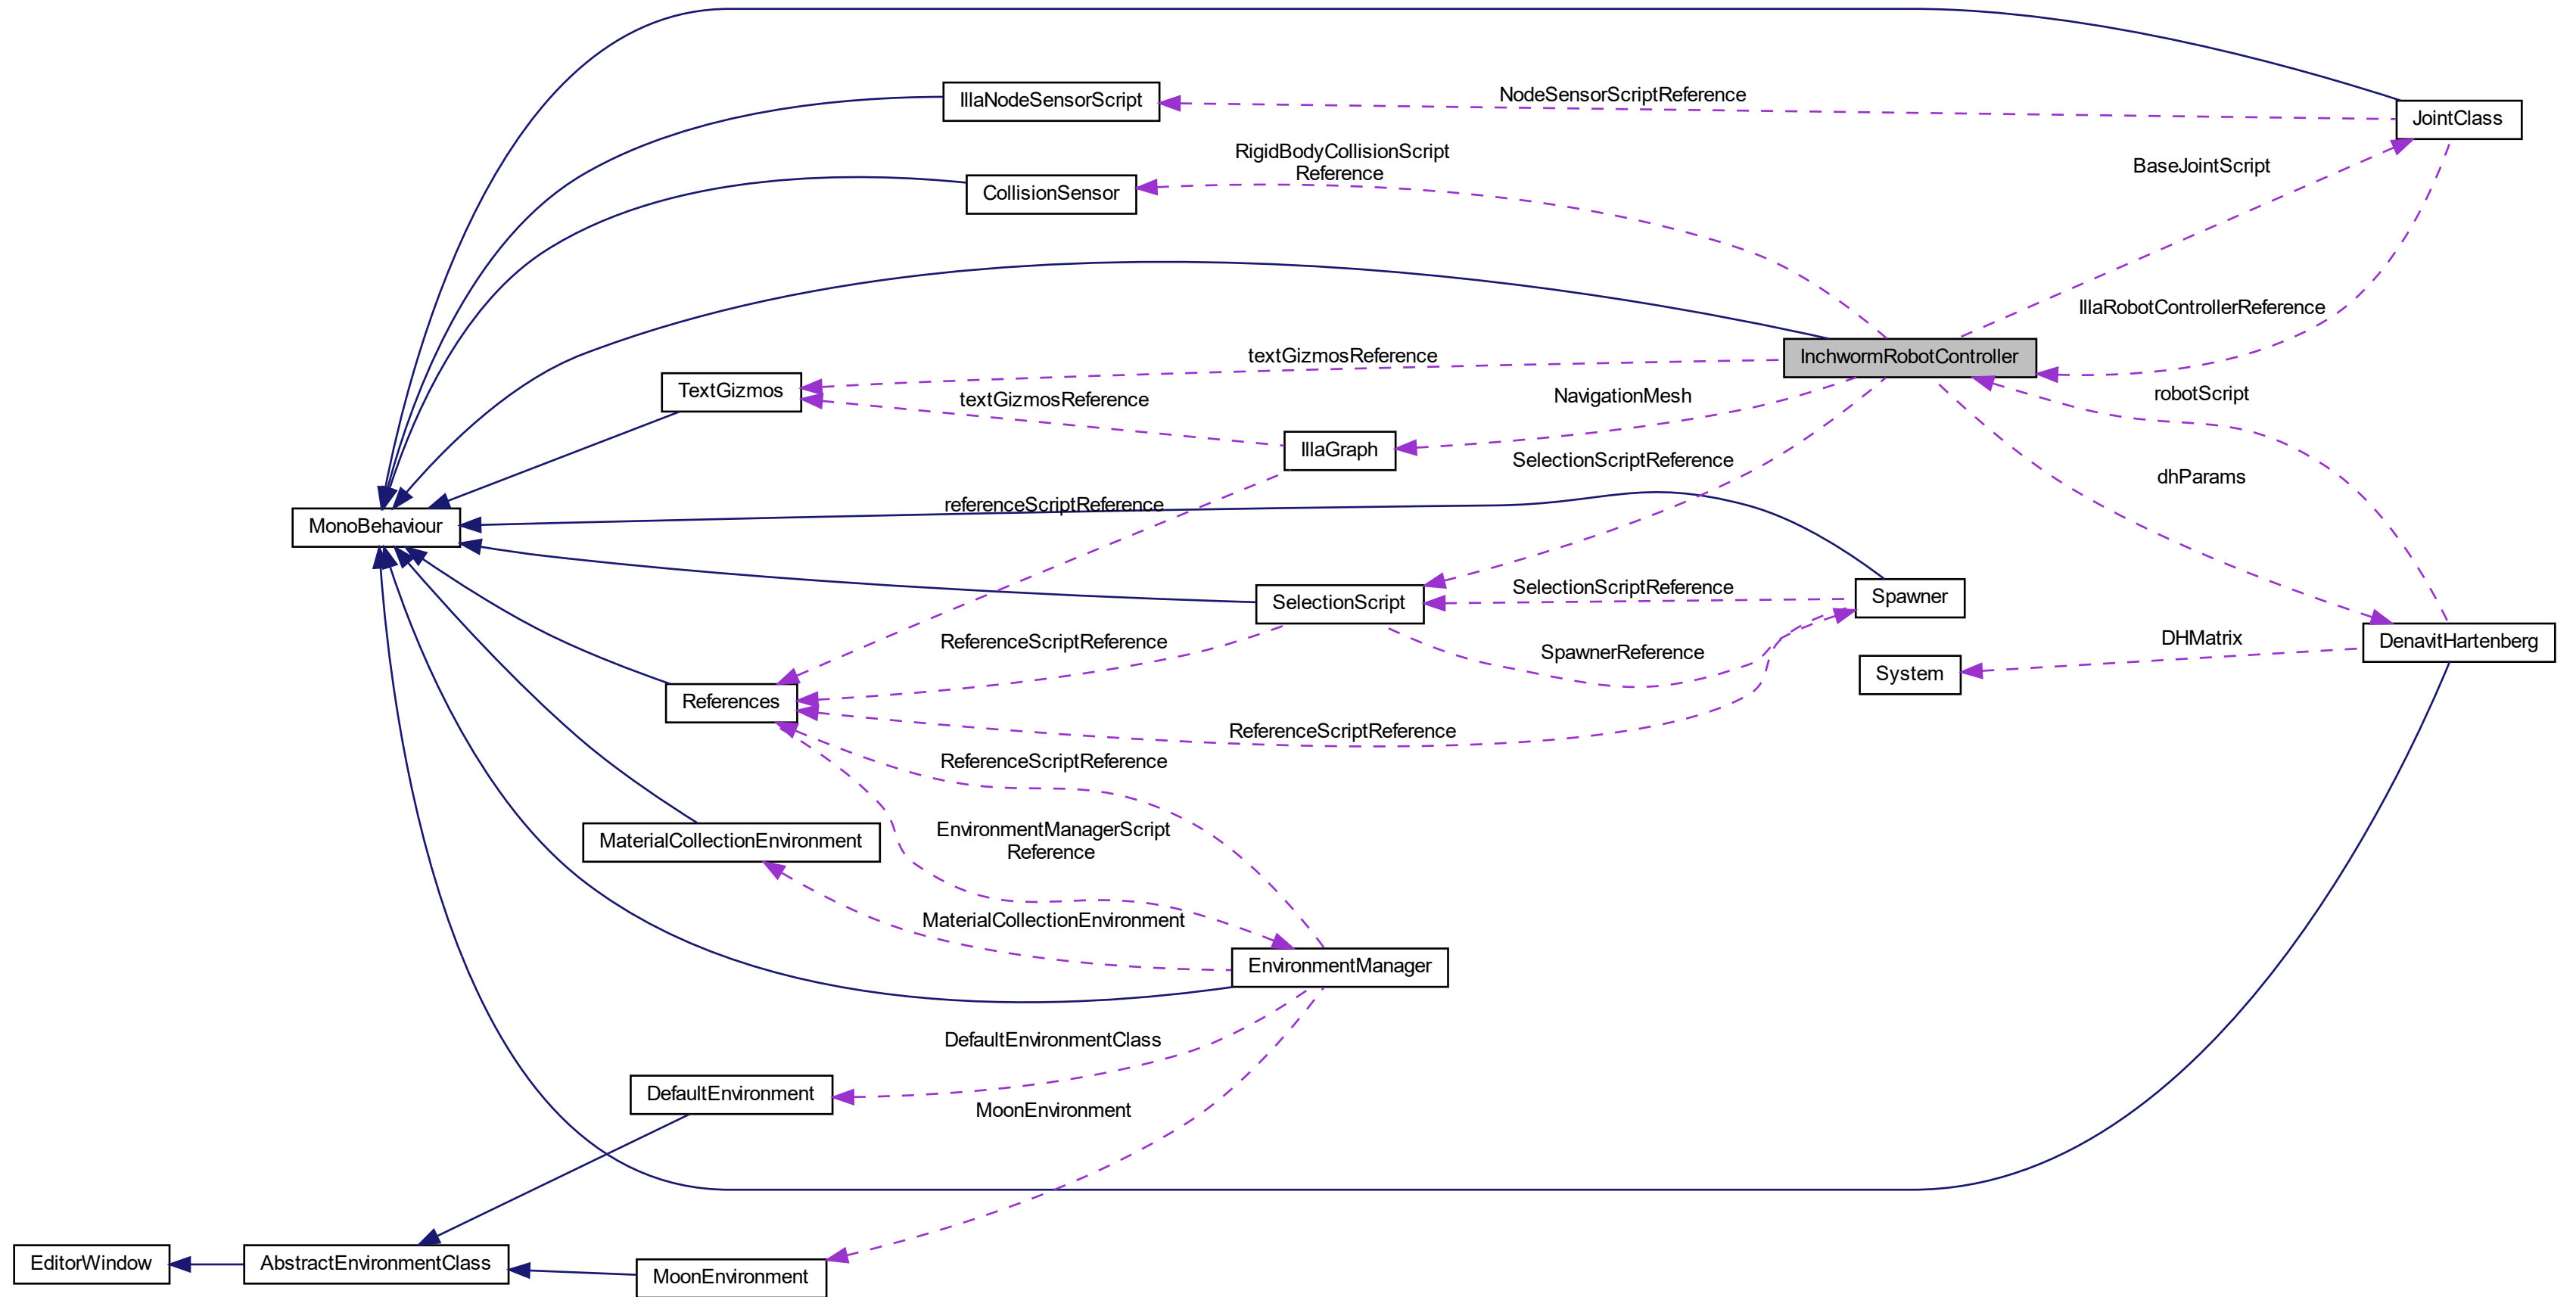 IllaNodeSensorScript
NodeSensorScriptReference
JointClass
RigidBodyCollisionScript
Reference
BaseJointScript
CollisionSensor
IllaRobotControllerReference
textGizmosReference
InchwormRobotController
TextGizmos
textGizmosReference
NavigationMesh
robotScript
IllaGraph
SelectionScriptReference
dhParams
referenceScriptReference
MonoBehaviour
SelectionScript
SelectionScriptReference
Spawner
ReferenceScriptReference
SpawnerReference
DHMatrix
DenavitHartenberg
System
References
ReferenceScriptReference
ReferenceScriptReference
EnvironmentManagerScript
Reference
MaterialCollectionEnvironment
MaterialCollectionEnvironment
EnvironmentManager
DefaultEnvironmentClass
DefaultEnvironment
MoonEnvironment
EditorWindow
AbstractEnvironmentClass
MoonEnvironment